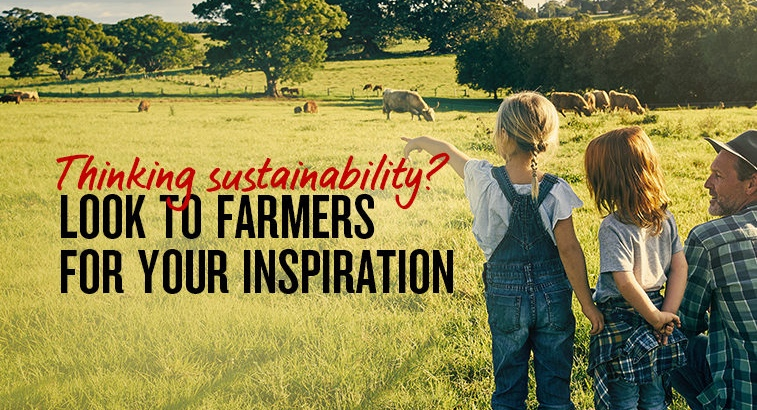 Thinking sustainability?
LOOK TO FARMERS
FOR YOUR INSPIRATION